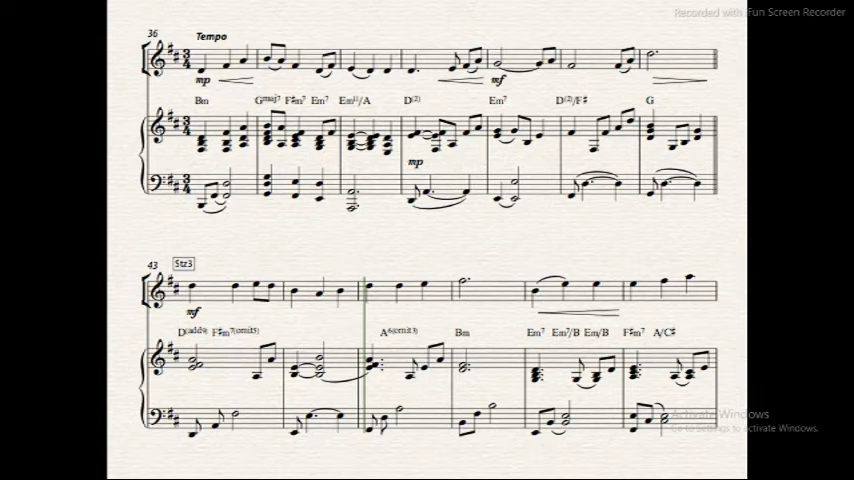 Recorded with iFun Screen Recorder
36
Tempo
mp
mf
Bm Gmaj7 F#m7 Em7 Em11/A D(2) Em7 D(2)/F# G
mp
43 Stz3
mf
D(add9) F#m7(omit5) A6(omit3) Bm Em7 Em7/B Em/B F#m7 A/C#
Activate Windows
Go to Settings to activate Windows.